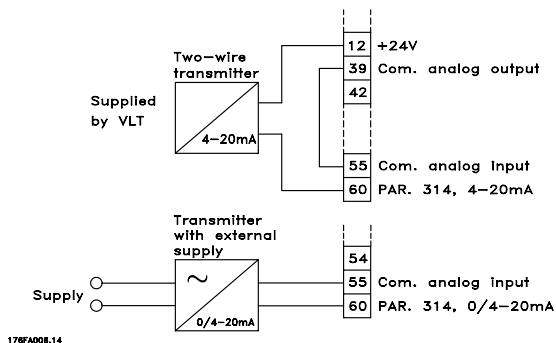 Two-wire
transmitter
Supplied
by VLT
4-20mA
12 +24V
39 Com. analog output
42
55 Com. analog input
60 PAR. 314, 4-20mA
Transmitter
with external
supply
Supply
~
0/4-20mA
54
55 Com. analog input
60 PAR. 314, 0/4-20mA
176FA008.14